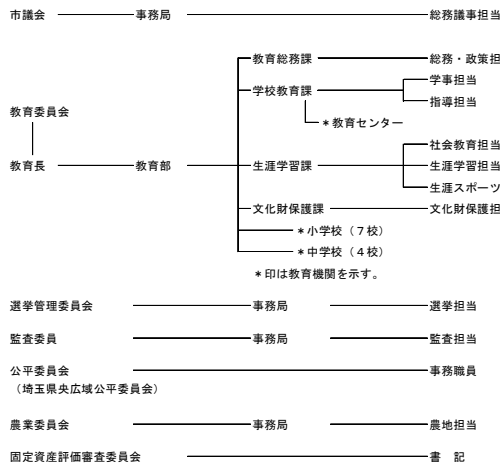 市議会 事務局 総務議事担当
教育総務課 総務・政策担
学校教育課 学事担当
指導担当
教育委員会
＊教育センター
社会教育担当
教育長 教育部 生涯学習課 生涯学習担当
生涯スポーツ
文化財保護課 文化財保護担
＊小学校（７校）
＊中学校（４校）
＊印は教育機関を示す。
選挙管理委員会 事務局 選挙担当
監査委員 事務局 監査担当
公平委員会 事務職員
（埼玉県央広域公平委員会）
農業委員会 事務局 農地担当
固定資産評価審査委員会 書　記